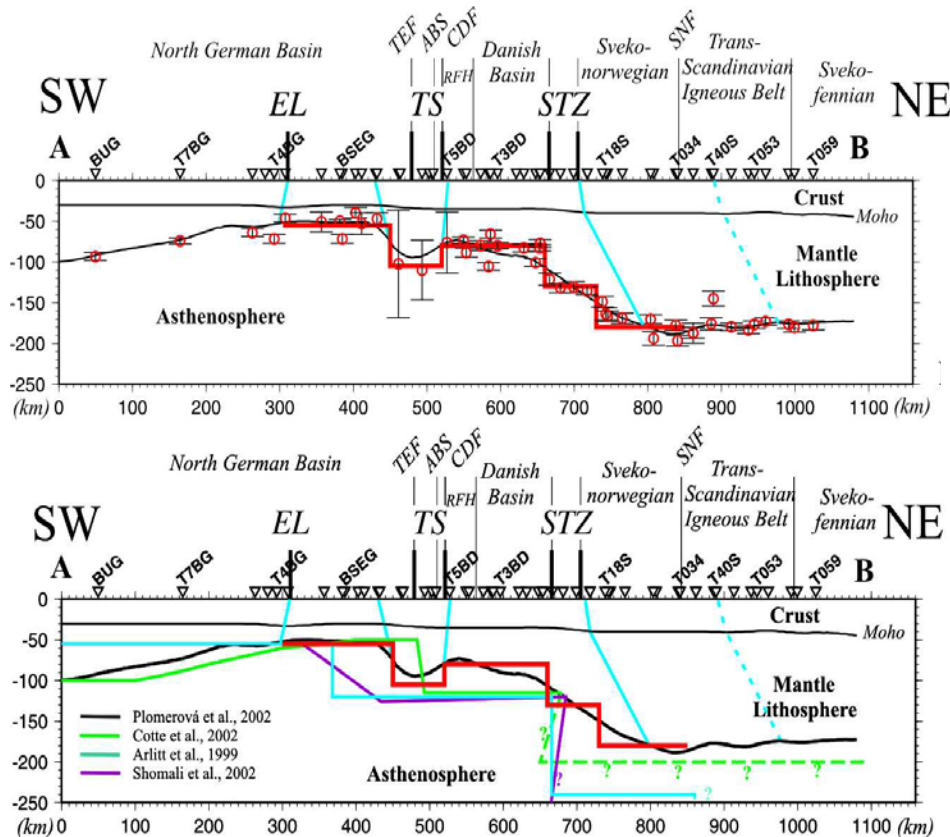 North German Basin TEF ABS CDF RFH Danish Basin Sveko- norwegian SNF Trans- Scandinavian Igneous Belt Sveko- fennian
SW EL TS STZ NE
A BUG T7BG T4BG BSEG T5BD T3BD T18S T034 T40S T053 B T059
0
Crust
Moho
-50
Mantle
Lithosphere
-100
Asthenosphere
-150
-200
-250
(km) 0 100 200 300 400 500 600 700 800 900 1000 1100 (km)
North German Basin TEF ABS CDF RFH Danish Basin Sveko- norwegian SNF Trans- Scandinavian Igneous Belt Sveko- fennian
SW EL TS STZ NE
A BUG T7BG T4BG BSEG T5BD T3BD T18S T034 T40S T053 B T059
0
Crust
Moho
-50
Mantle
Lithosphere
-100
Plomerová et al., 2002
Cotte et al., 2002
Arlitt et al., 1999
Shomali et al., 2002
-150
Asthenosphere
? ? ? ? ?
-200
? ?
-250
(km) 0 100 200 300 400 500 600 700 800 900 1000 1100 (km)